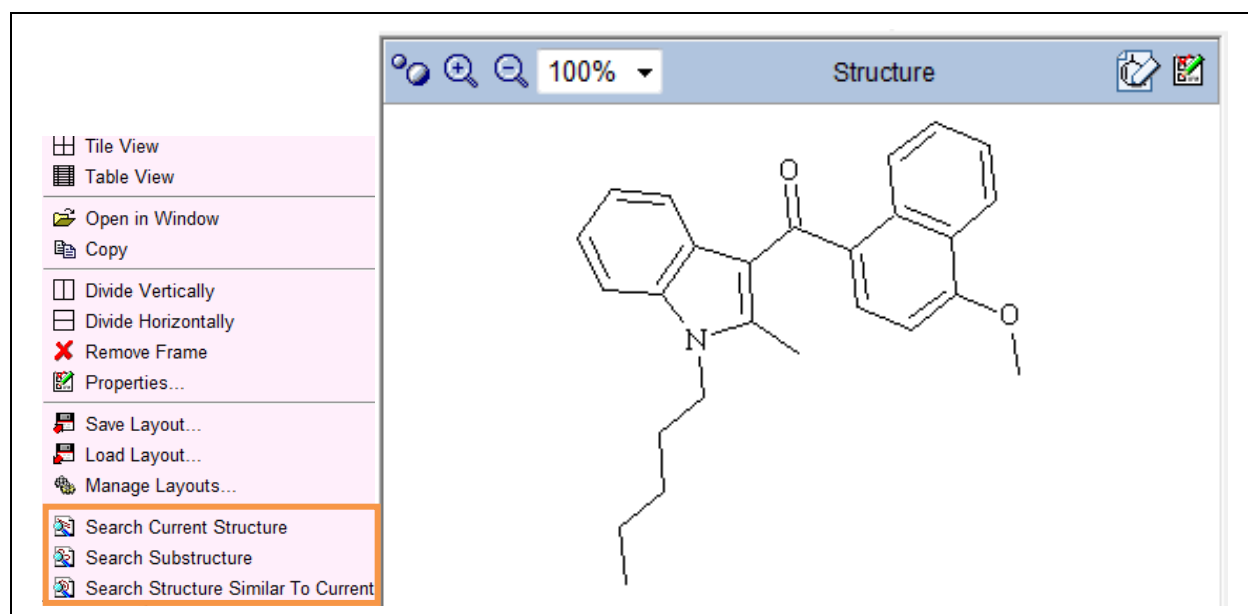 100%
Structure
Tile View
Table View
Open in Window
Copy
Divide Vertically
Divide Horizontally
Remove Frame
Properties...
Save Layout...
Load Layout...
Manage Layouts...
Search Current Structure
Search Substructure
Search Structure Similar To Current
O
O
N